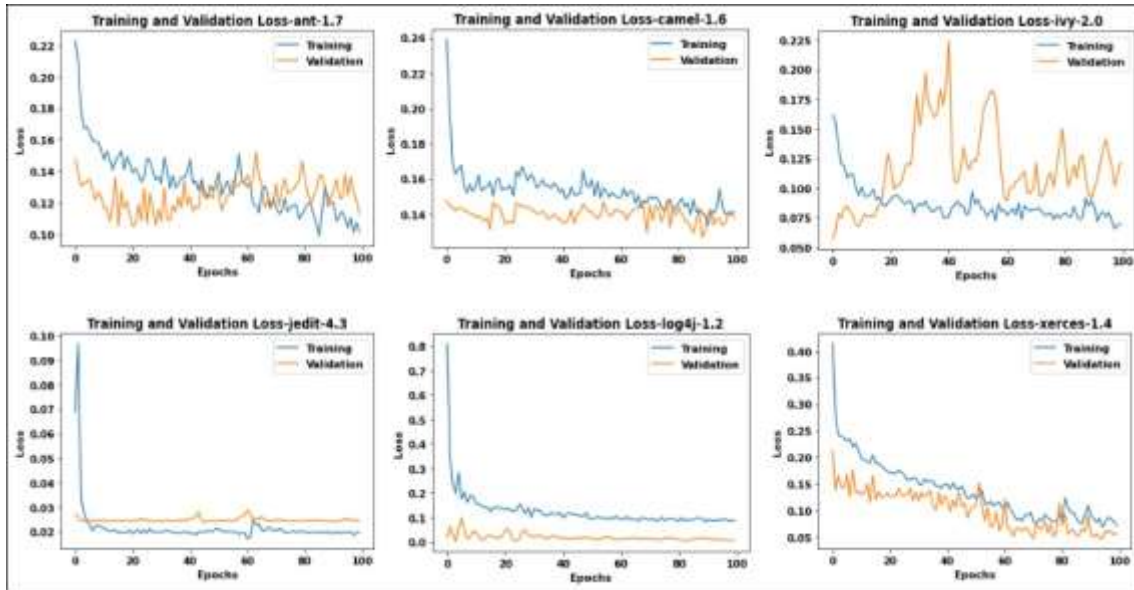 Training and Validation Loss-ant-1.7
0.22
0.20
0.18
0.16
0.14
0.12
0.10
Loss
Training
Validation
0
20
40
60
80
100
Epochs
Training and Validation Loss-camel-1.6
0.24
0.22
0.20
0.18
0.16
0.14
Loss
Training
Validation
0
20
40
60
80
100
Epochs
Training and Validation Loss-ivy-2.0
0.225
0.200
0.175
0.150
0.125
0.100
0.075
0.050
Loss
Training
Validation
0
20
40
60
80
100
Epochs
Training and Validation Loss-jedit-4.3
0.10
0.09
0.08
0.07
0.06
0.05
0.04
0.03
0.02
Loss
Training
Validation
0
20
40
60
80
100
Epochs
Training and Validation Loss-log4j-1.2
0.8
0.7
0.6
0.5
0.4
0.3
0.2
0.1
0.0
Loss
Training
Validation
0
20
40
60
80
100
Epochs
Training and Validation Loss-xerces-1.4
0.40
0.35
0.30
0.25
0.20
0.15
0.10
0.05
Loss
Training
Validation
0
20
40
60
80
100
Epochs